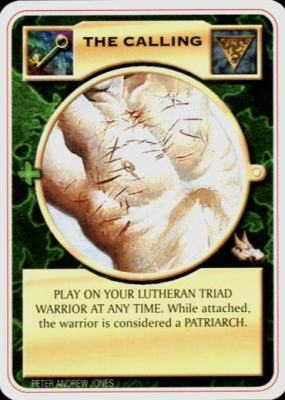 THE CALLING
PLAY ON YOUR LUTHERAN TRIAD
WARRIOR AT ANY TIME. While attached,
the warrior is considered a PATRIARCH.
PETER ANDREW JONES